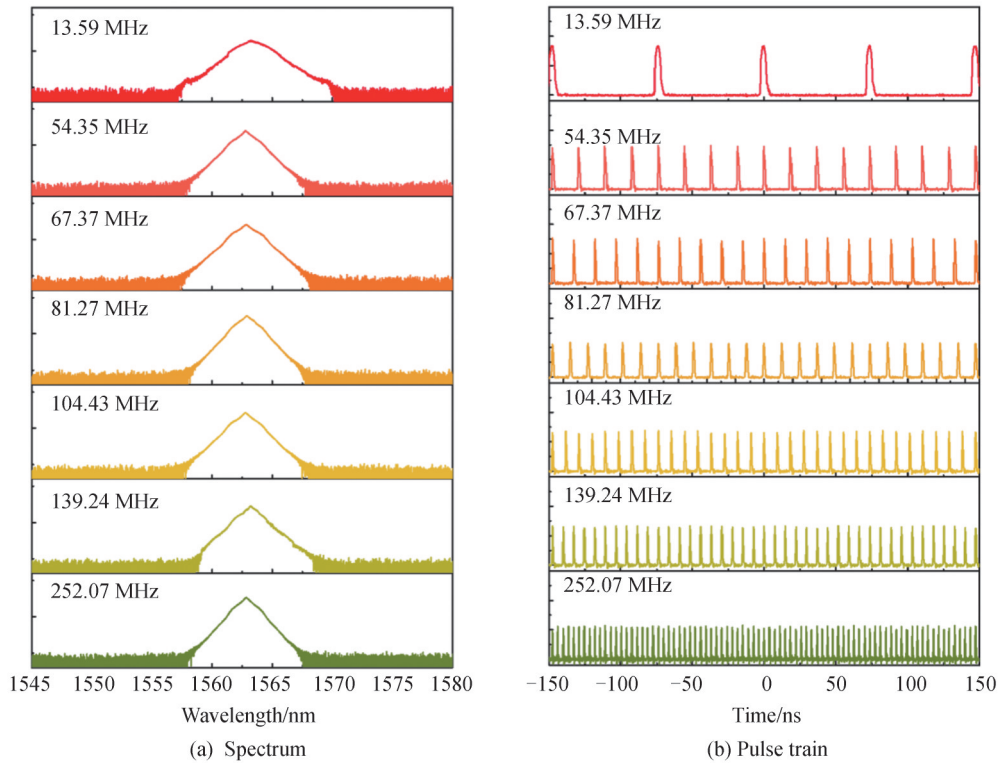 13.59 MHz
54.35 MHz
67.37 MHz
81.27 MHz
104.43 MHz
139.24 MHz
252.07 MHz
1545 1550 1555 1560 1565 1570 1575 1580
Wavelength/nm
(a) Spectrum
13.59 MHz
54.35 MHz
67.37 MHz
81.27 MHz
104.43 MHz
139.24 MHz
252.07 MHz
−150 −100 −50 0 50 100 150
Time/ns
(b) Pulse train